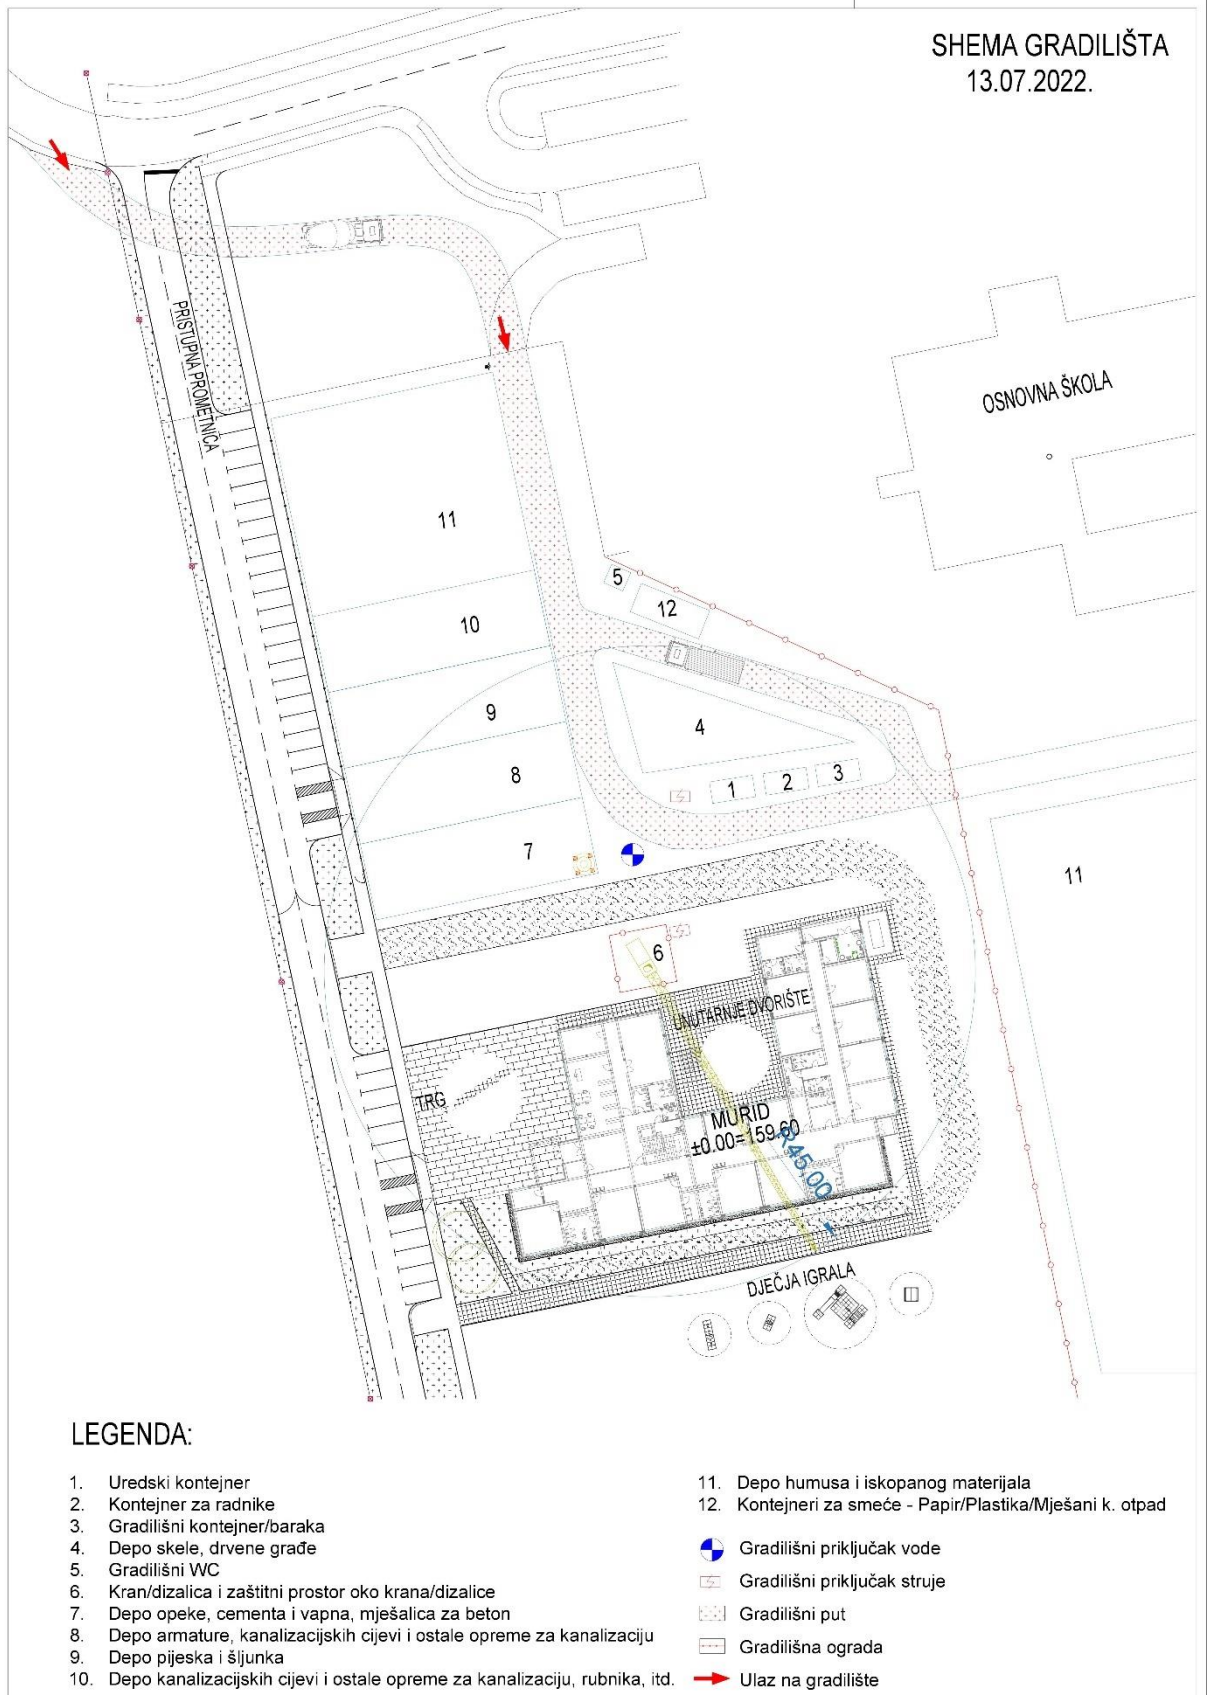 SHEMA GRADILIŠTA
13.07.2022.
PRISTUPNA PROMETNICA
OSNOVNA ŠKOLA
11
5
12
10
9
4
8
1
2
3
7
11
6
UNUTARNJE DVORIŠTE
TRG
MURID
±0.00=159.60
R45,00
DJEČJA IGRALA
LEGENDA:
1. Uredski kontejner
2. Kontejner za radnike
3. Gradilišni kontejner/baraka
4. Depo skele, drvene građe
5. Gradilišni WC
6. Kran/dizalica i zaštitni prostor oko krana/dizalice
7. Depo opeke, cementa i vapna, mješalica za beton
8. Depo armature, kanalizacijskih cijevi i ostale opreme za kanalizaciju
9. Depo pijeska i šljunka
10. Depo kanalizacijskih cijevi i ostale opreme za kanalizaciju, rubnika, itd.
11. Depo humusa i iskopanog materijala
12. Kontejneri za smeće - Papir/Plastika/Mješani k. otpad
Gradilišni priključak vode
Gradilišni priključak struje
Gradilišni put
Gradilišna ograda
Ulaz na gradilište